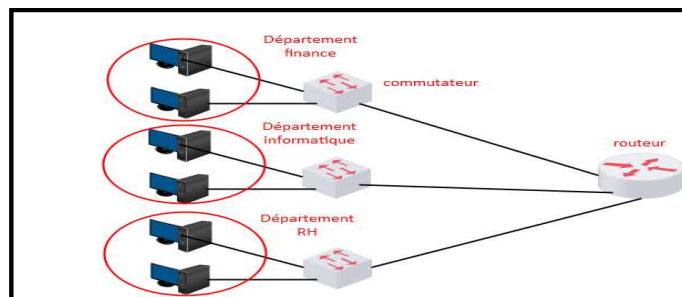 Département
finance
commutateur
Département
informatique
routeur
Département
RH